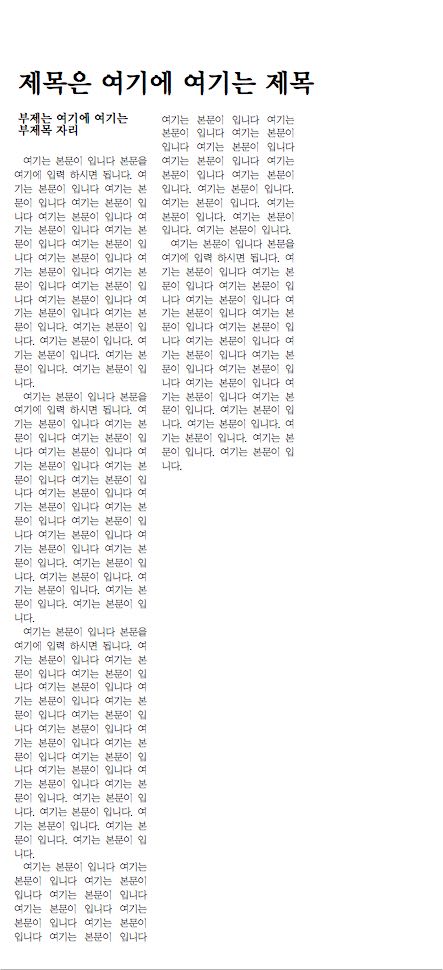 제목은 여기에 여기는 제목
부제는 여기에 여기는
부제목 자리
여기는 본문이 입니다 본문을
여기에 입력 하시면 됩니다. 여
기는 본문이 입니다 여기는 본
문이 입니다 여기는 본문이 입
니다 여기는 본문이 입니다 여
기는 본문이 입니다 여기는 본
문이 입니다 여기는 본문이 입
니다 여기는 본문이 입니다 여
기는 본문이 입니다 여기는 본
문이 입니다 여기는 본문이 입
니다 여기는 본문이 입니다 여
기는 본문이 입니다 여기는 본
문이 입니다. 여기는 본문이 입
니다. 여기는 본문이 입니다. 여
기는 본문이 입니다. 여기는 본
문이 입니다. 여기는 본문이 입
니다.
여기는 본문이 입니다 본문을
여기에 입력 하시면 됩니다. 여
기는 본문이 입니다 여기는 본
문이 입니다 여기는 본문이 입
니다 여기는 본문이 입니다 여
기는 본문이 입니다 여기는 본
문이 입니다 여기는 본문이 입
니다 여기는 본문이 입니다 여
기는 본문이 입니다 여기는 본
문이 입니다 여기는 본문이 입
니다 여기는 본문이 입니다 여
기는 본문이 입니다 여기는 본
문이 입니다. 여기는 본문이 입
니다. 여기는 본문이 입니다. 여
기는 본문이 입니다. 여기는 본
문이 입니다. 여기는 본문이 입
니다.
여기는 본문이 입니다 본문을
여기에 입력 하시면 됩니다. 여
기는 본문이 입니다 여기는 본
문이 입니다 여기는 본문이 입
니다 여기는 본문이 입니다 여
기는 본문이 입니다 여기는 본
문이 입니다 여기는 본문이 입
니다 여기는 본문이 입니다 여
기는 본문이 입니다 여기는 본
문이 입니다 여기는 본문이 입
니다 여기는 본문이 입니다 여
기는 본문이 입니다 여기는 본
문이 입니다. 여기는 본문이 입
니다. 여기는 본문이 입니다. 여
기는 본문이 입니다. 여기는 본
문이 입니다. 여기는 본문이 입
니다.
여기는 본문이 입니다 여기는
본문이 입니다 여기는 본문이
입니다 여기는 본문이 입니다
여기는 본문이 입니다 여기는
본문이 입니다 여기는 본문이
입니다 여기는 본문이 입니다
여기는 본문이 입니다 여기는
본문이 입니다 여기는 본문이
입니다 여기는 본문이 입니다
여기는 본문이 입니다 여기는
본문이 입니다 여기는 본문이
입니다. 여기는 본문이 입니다.
여기는 본문이 입니다. 여기는
본문이 입니다. 여기는 본문이
입니다. 여기는 본문이 입니다.
여기는 본문이 입니다 본문을
여기에 입력 하시면 됩니다. 여
기는 본문이 입니다 여기는 본
문이 입니다 여기는 본문이 입
니다 여기는 본문이 입니다 여
기는 본문이 입니다 여기는 본
문이 입니다 여기는 본문이 입
니다 여기는 본문이 입니다 여
기는 본문이 입니다 여기는 본
문이 입니다 여기는 본문이 입
니다 여기는 본문이 입니다 여
기는 본문이 입니다 여기는 본
문이 입니다. 여기는 본문이 입
니다. 여기는 본문이 입니다. 여
기는 본문이 입니다. 여기는 본
문이 입니다. 여기는 본문이 입
니다.